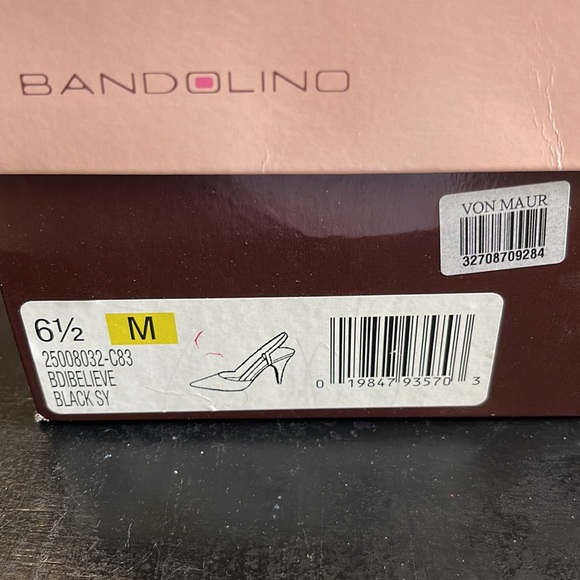 BANDOLINO
VON MAUR
32708709284
6½ M
25008032-C83
BDIBELIEVE
BLACK SY
0 19847 93570 3